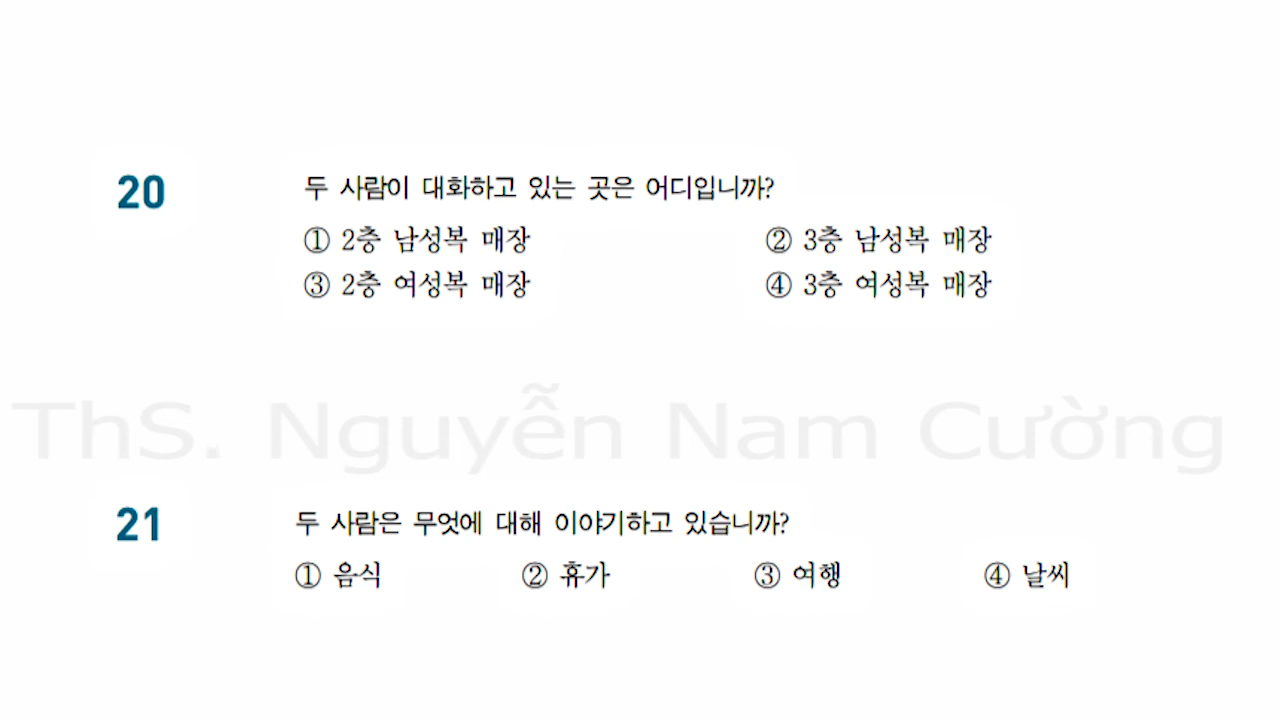 20 두 사람이 대화하고 있는 곳은 어디입니까?
① 2층 남성복 매장 ② 3층 남성복 매장
③ 2층 여성복 매장 ④ 3층 여성복 매장
ThS. Nguyễn Nam Cường
21 두 사람은 무엇에 대해 이야기하고 있습니까?
① 음식 ② 휴가 ③ 여행 ④ 날씨